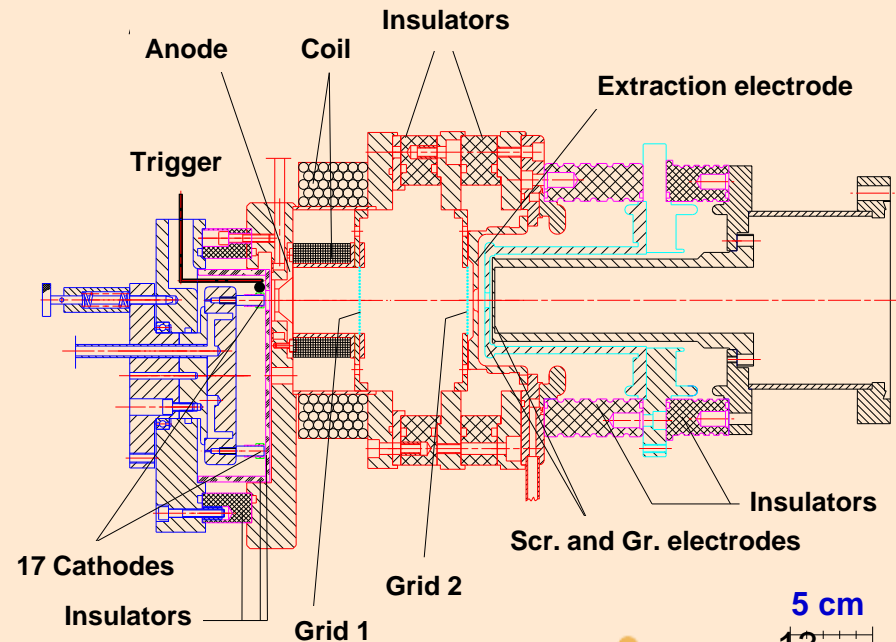 Insulators
Anode
Coil
Extraction electrode
Trigger
Insulators
Scr. and Gr. electrodes
17 Cathodes
Grid 2
Insulators
Grid 1
5 cm